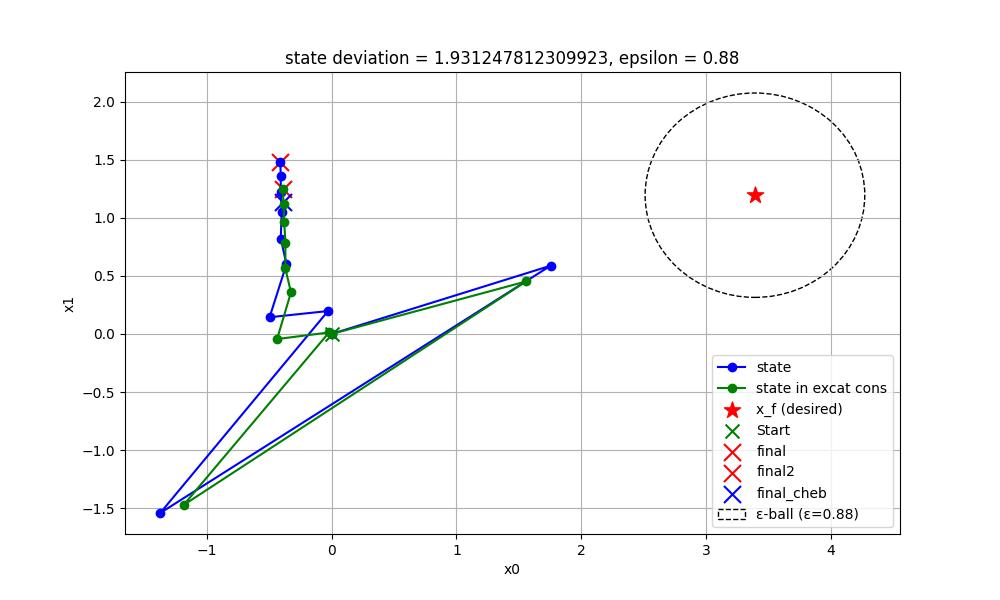 state deviation = 1.931247812309923, epsilon = 0.88
x1
2.0
1.5
1.0
0.5
0.0
−0.5
−1.0
−1.5
−1
0
1
2
3
4
x0
state
state in excat cons
x_f (desired)
Start
final
final2
final_cheb
ε-ball (ε=0.88)